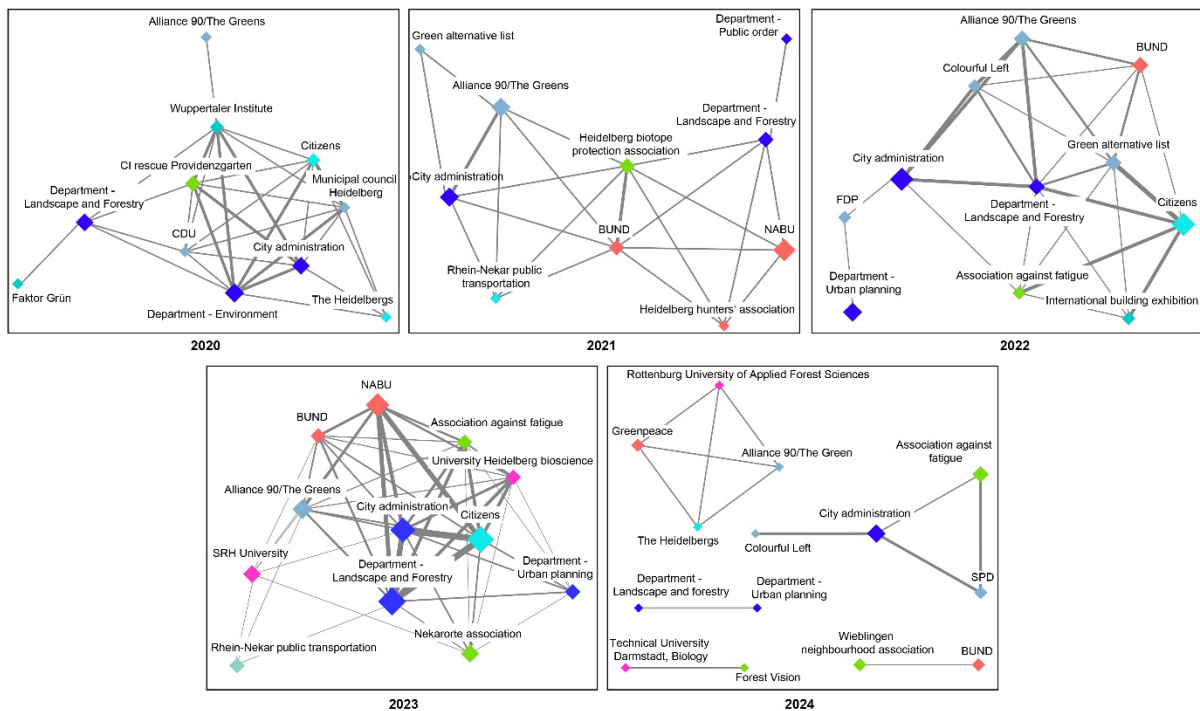 Alliance 90/The Greens
Wuppertaler Institute
Citizens
CI rescue Providenzgarten
Municipal council
Heidelberg
Department -
Landscape and Forestry
CDU
City administration
Faktor Grün
Department - Environment
The Heidelbergs
2020
Department -
Public order
Green alternative list
Alliance 90/The Greens
Department -
Landscape and Forestry
Heidelberg biotope
protection association
City administration
BUND
NABU
Rhein-Nekar public
transportation
Heidelberg hunters' association
2021
Alliance 90/The Greens
BUND
Colourful Left
Green alternative list
City administration
Citizens
FDP
Department -
Landscape and Forestry
Department -
Urban planning
Association against fatigue
International building exhibition
2022
NABU
BUND
Association against fatigue
University Heidelberg bioscience
Alliance 90/The Greens
City administration
Citizens
SRH University
Department -
Landscape and Forestry
Department -
Urban planning
Nekarorte association
Rhein-Nekar public transportation
2023
Rottenburg University of Applied Forest Sciences
Greenpeace
Alliance 90/The Green
Association against
fatigue
City administration
The Heidelbergs
Colourful Left
SPD
Department -
Landscape and forestry
Department -
Urban planning
Technical University
Darmstadt, Biology
Forest Vision
Wieblingen
neighbourhood association
BUND
2024